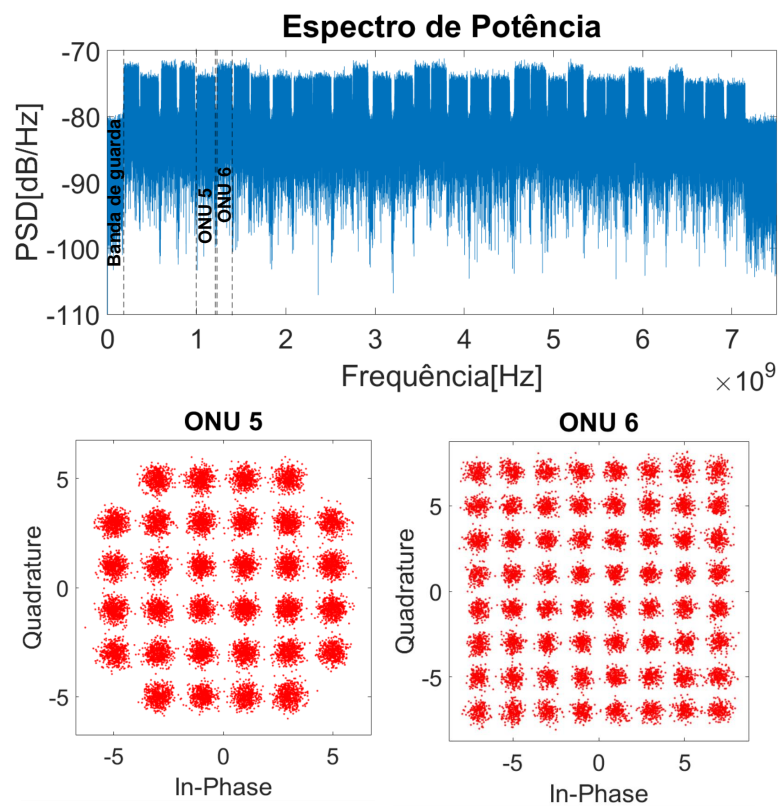 Espectro de Potência
PSD[dB/Hz]
-70
-80
-90
-100
-110
Banda de guarda
ONU 5
ONU 6
0 1 2 3 4 5 6 7
Frequência[Hz]
×10⁹
ONU 5
Quadrature
5
0
-5
-5 0 5
In-Phase
ONU 6
Quadrature
5
0
-5
-5 0 5
In-Phase